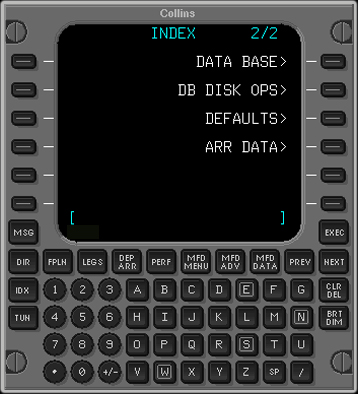 Collins
INDEX 2/2
DATA BASE>
DB DISK OPS>
DEFAULTS>
ARR DATA>
[ ]
MSG EXEC
DIR FPLN LEGS DEP ARR PERF MFD MENU MFD ADV MFD DATA PREV NEXT
IDX 1 2 3 A B C D E F G CLR DEL
TUN 4 5 6 H I J K L M N BRT DIM
7 8 9 O P Q R S T U
. 0 +/- V W X Y Z SP /